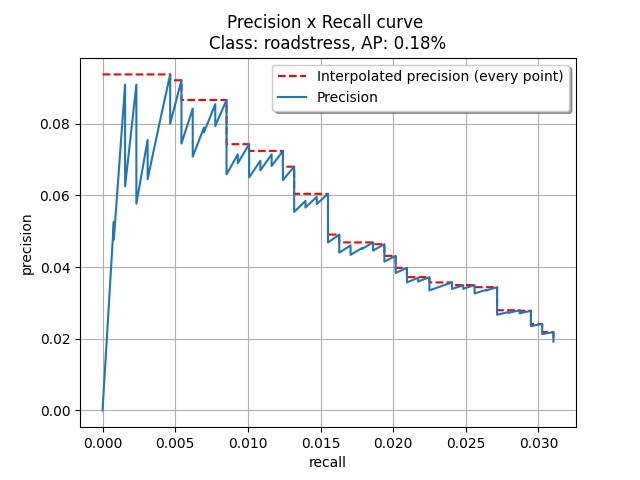 Precision x Recall curve
Class: roadstress, AP: 0.18%
Interpolated precision (every point)
Precision
precision
0.08
0.06
0.04
0.02
0.00
0.000 0.005 0.010 0.015 0.020 0.025 0.030
recall